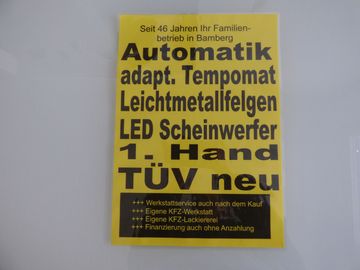 Seit 46 Jahren Ihr Familien-
betrieb in Bamberg
Automatik
adapt. Tempomat
Leichtmetallfelgen
LED Scheinwerfer
1. Hand
TÜV neu
+++ Werkstattservice auch nach dem Kauf
+++ Eigene KFZ-Werkstatt
+++ Eigene KFZ-Lackiererei
+++ Finanzierung auch ohne Anzahlung